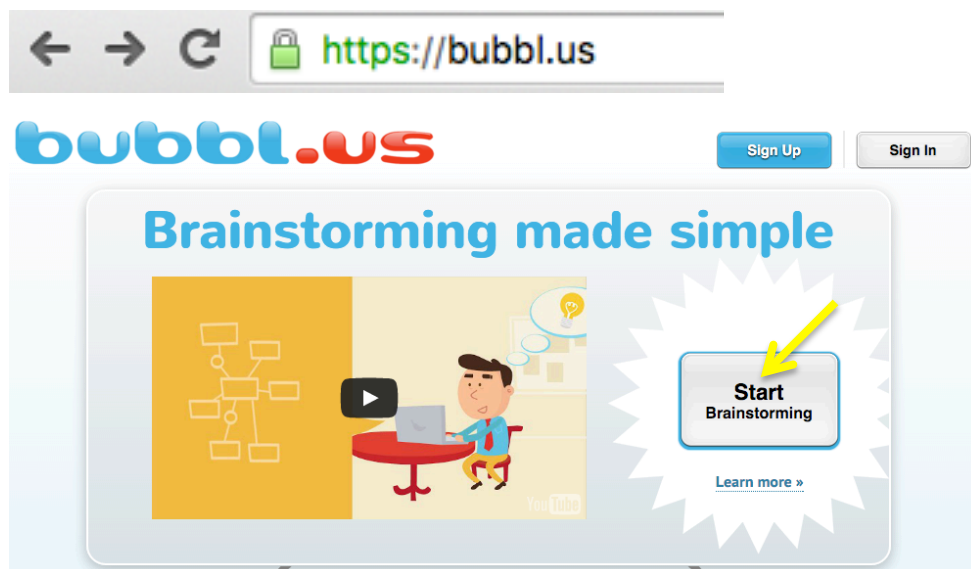 https://bubbl.us
bubbl.us
Sign Up
Sign In
Brainstorming made simple
Start
Brainstorming
Learn more »
YouTube